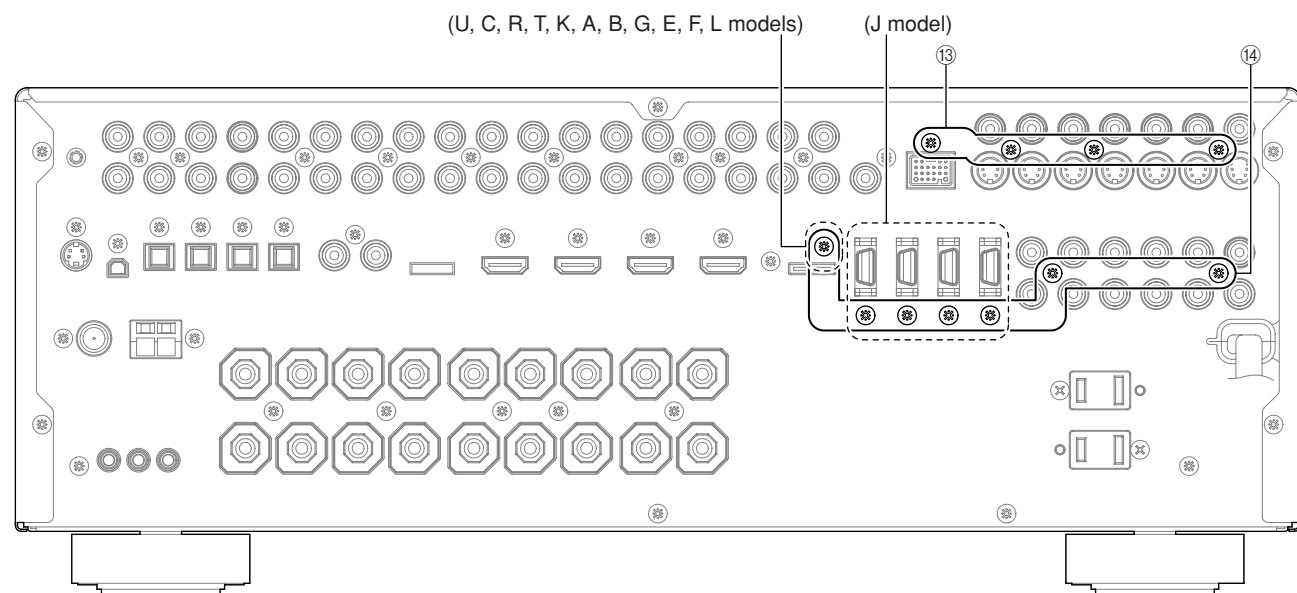 (U, C, R, T, K, A, B, G, E, F, L models)
(J model)
⑬
⑭